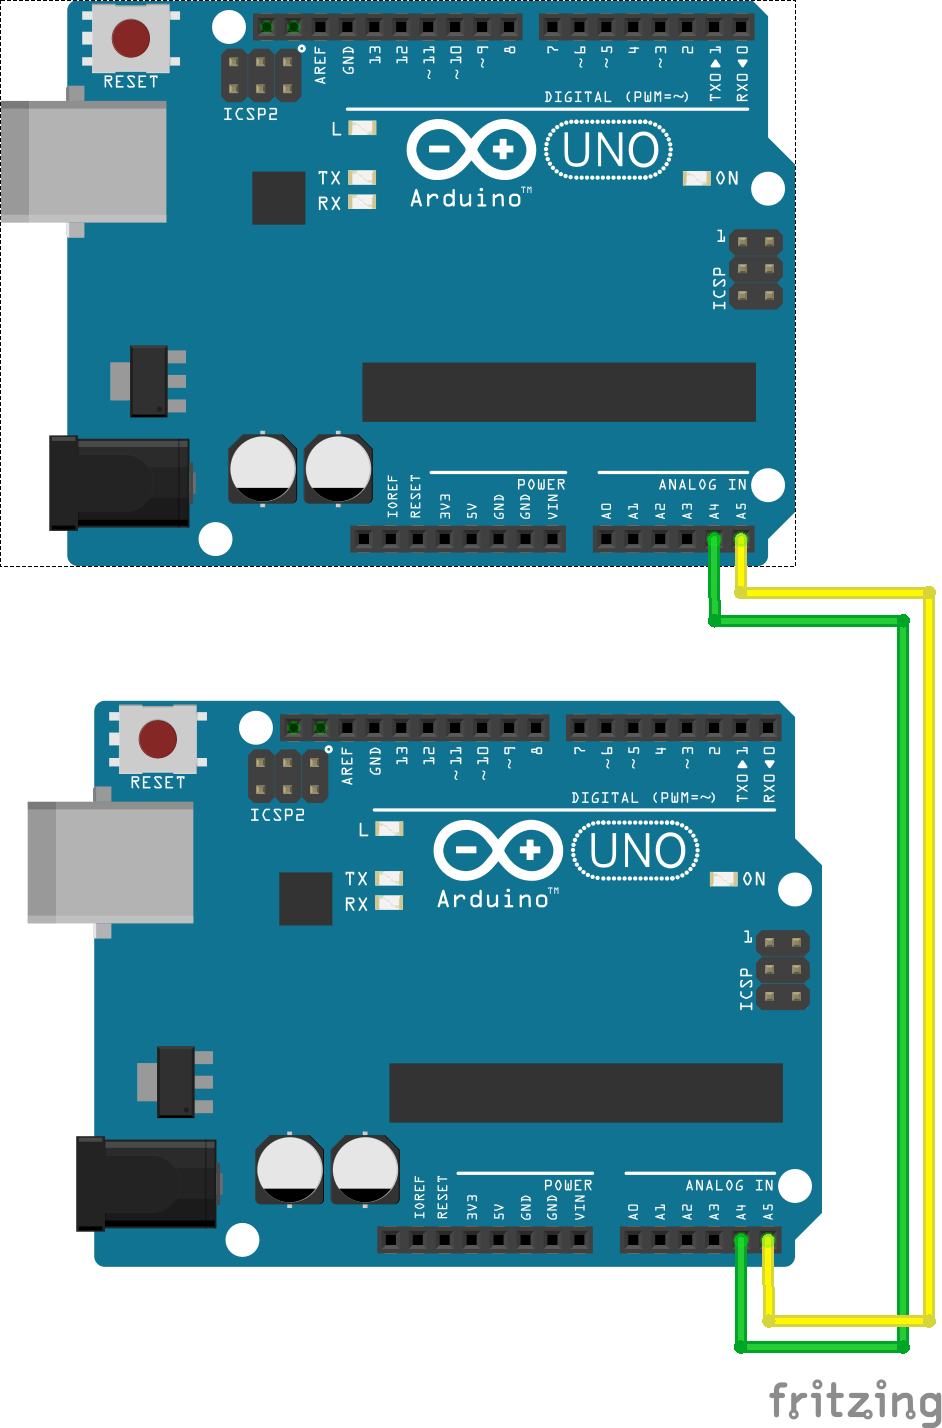 AREF
GND
13
12
~11
~10
~9
8
7
~6
~5
4
~3
2
TX0▶1
RX0◀0
RESET
ICSP2
DIGITAL (PWM=~)
L
TX
RX
UNO
Arduino™
ON
1
ICSP
POWER
ANALOG IN
IOREF
RESET
3V3
5V
GND
GND
VIN
A0
A1
A2
A3
A4
A5
AREF
GND
13
12
~11
~10
~9
8
7
~6
~5
4
~3
2
TX0▶1
RX0◀0
RESET
ICSP2
DIGITAL (PWM=~)
L
TX
RX
UNO
Arduino™
ON
1
ICSP
POWER
ANALOG IN
IOREF
RESET
3V3
5V
GND
GND
VIN
A0
A1
A2
A3
A4
A5
fritzing